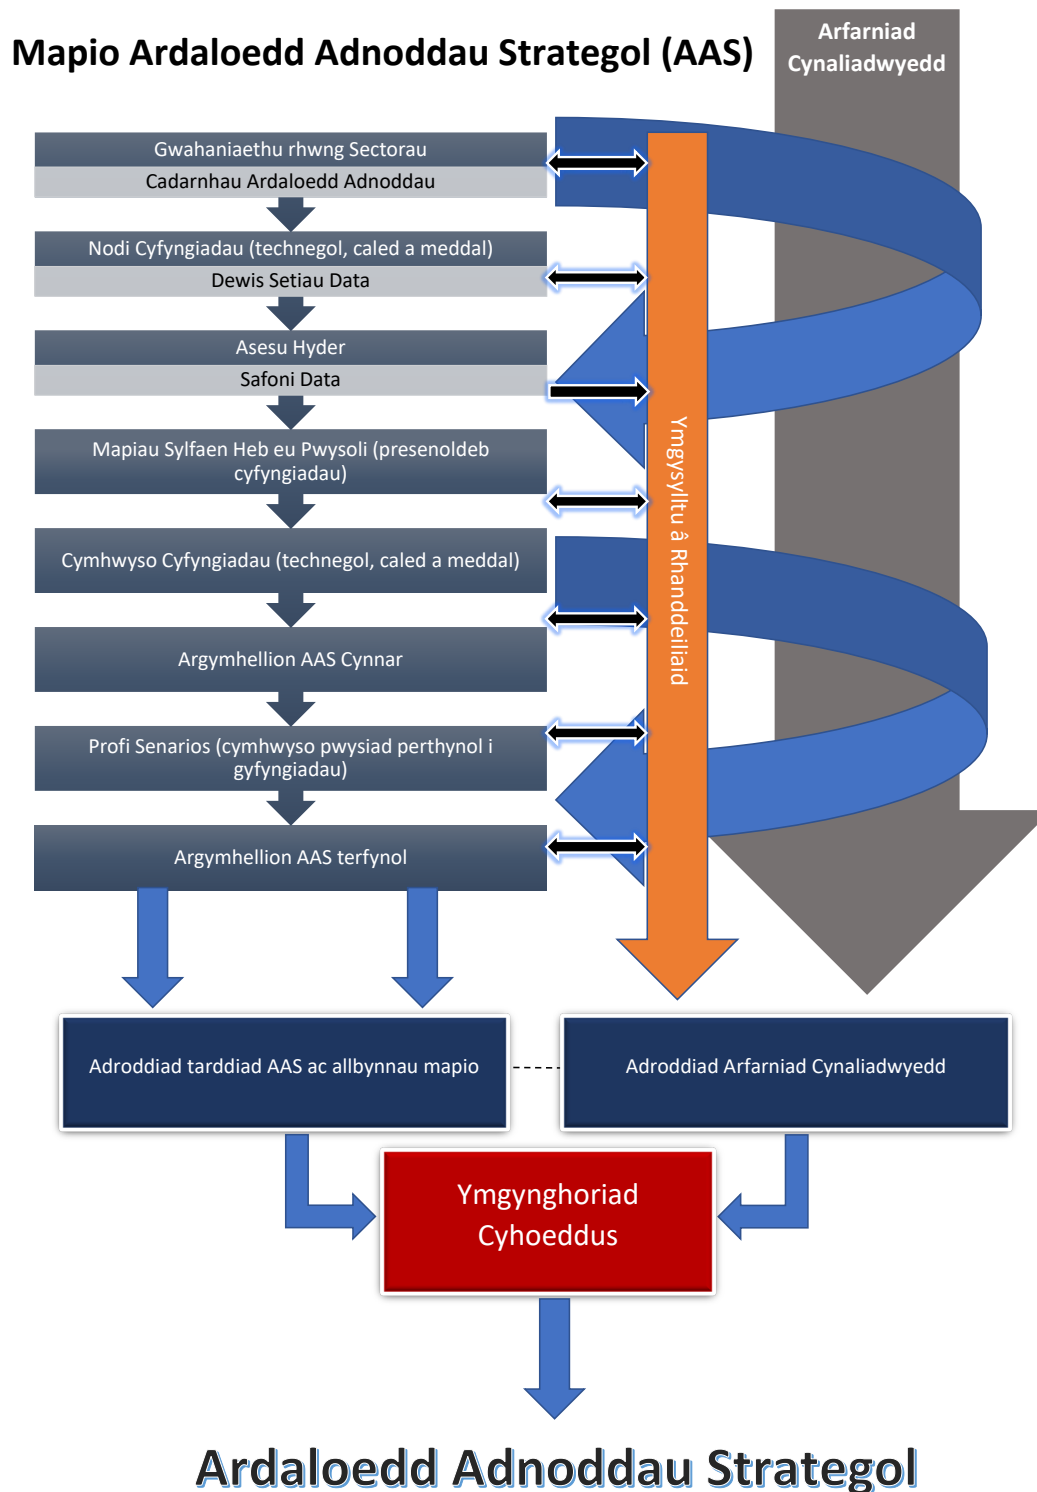 Mapio Ardaloedd Adnoddau Strategol (AAS)
Arfarniad
Cynaliadwyedd
Gwahaniaethu rhwng Sectorau
Cadarnhau Ardaloedd Adnoddau
Nodi Cyfyngiadau (technegol, caled a meddal)
Dewis Setiau Data
Asesu Hyder
Safoni Data
Mapiau Sylfaen Heb eu Pwysoli (presenoldeb
cyfyngiadau)
Cymhwyso Cyfyngiadau (technegol, caled a meddal)
Argymhellion AAS Cynnar
Profi Senarios (cymhwyso pwysiad perthynol i
gyfyngiadau)
Argymhellion AAS terfynol
Ymgysylltu â Rhanddeiliaid
Adroddiad tarddiad AAS ac allbynnau mapio
Adroddiad Arfarniad Cynaliadwyedd
Ymgynghoriad
Cyhoeddus
Ardaloedd Adnoddau Strategol